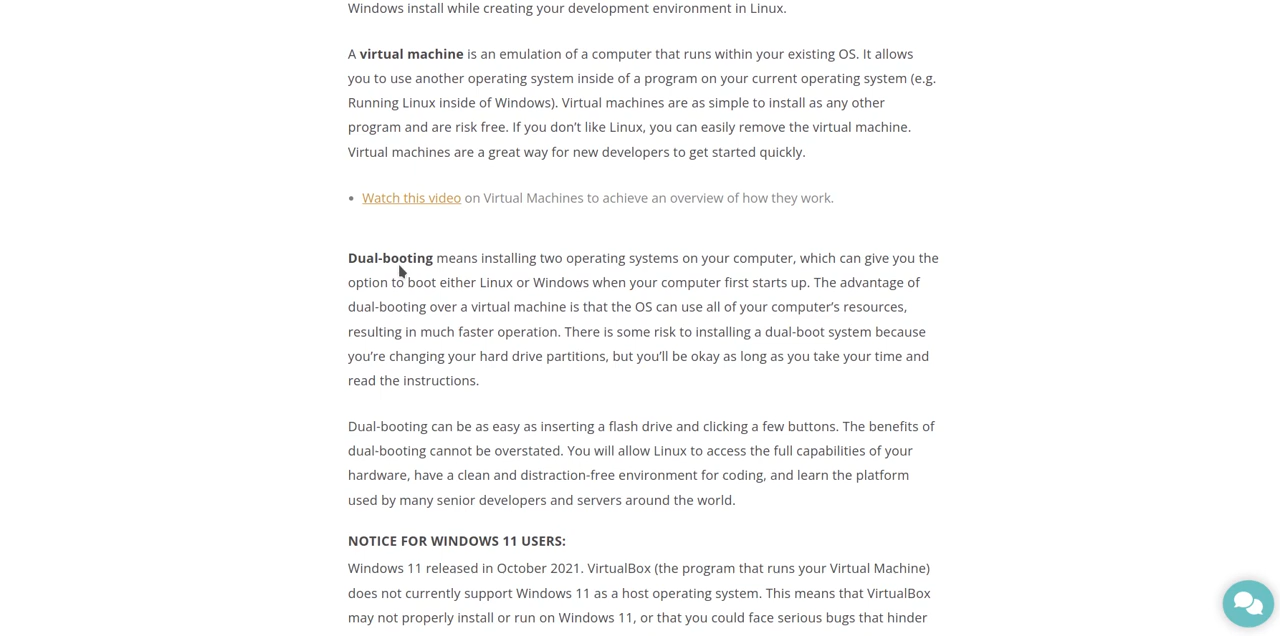 Windows install while creating your development environment in Linux.
A virtual machine is an emulation of a computer that runs within your existing OS. It allows
you to use another operating system inside of a program on your current operating system (e.g.
Running Linux inside of Windows). Virtual machines are as simple to install as any other
program and are risk free. If you don’t like Linux, you can easily remove the virtual machine.
Virtual machines are a great way for new developers to get started quickly.
• Watch this video on Virtual Machines to achieve an overview of how they work.
Dual-booting means installing two operating systems on your computer, which can give you the
option to boot either Linux or Windows when your computer first starts up. The advantage of
dual-booting over a virtual machine is that the OS can use all of your computer’s resources,
resulting in much faster operation. There is some risk to installing a dual-boot system because
you’re changing your hard drive partitions, but you’ll be okay as long as you take your time and
read the instructions.
Dual-booting can be as easy as inserting a flash drive and clicking a few buttons. The benefits of
dual-booting cannot be overstated. You will allow Linux to access the full capabilities of your
hardware, have a clean and distraction-free environment for coding, and learn the platform
used by many senior developers and servers around the world.
NOTICE FOR WINDOWS 11 USERS:
Windows 11 released in October 2021. VirtualBox (the program that runs your Virtual Machine)
does not currently support Windows 11 as a host operating system. This means that VirtualBox
may not properly install or run on Windows 11, or that you could face serious bugs that hinder